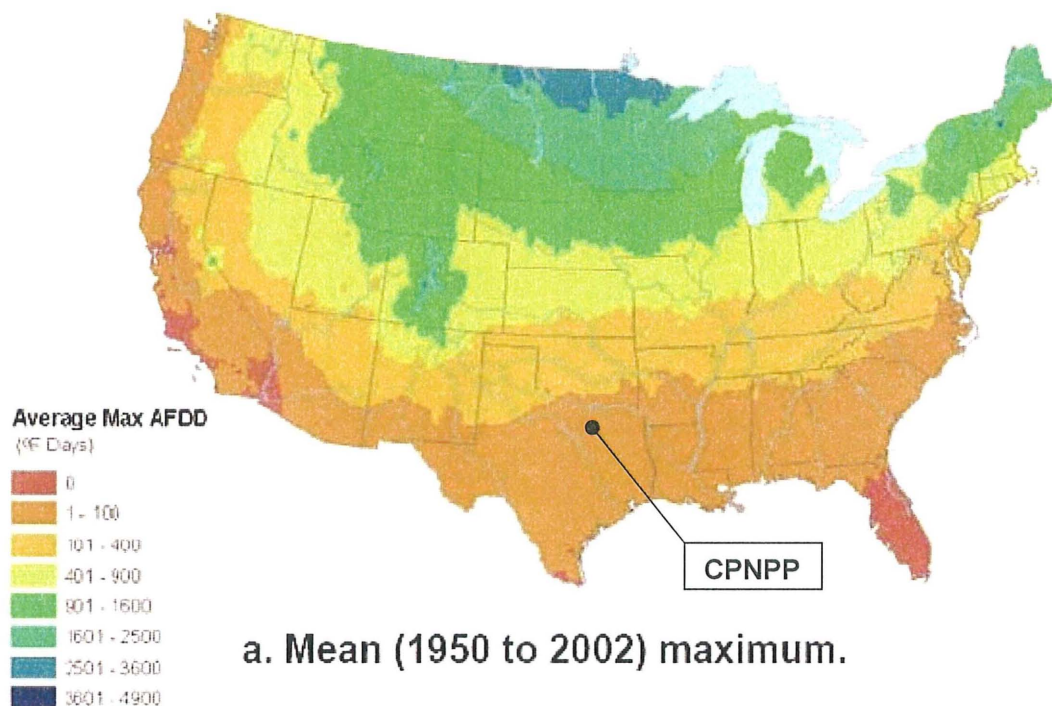 Average Max AFDD
(ºF Days)
0
1 - 100
101 - 400
401 - 900
901 - 1600
1601 - 2500
2501 - 3600
3601 - 4900
CPNPP
a. Mean (1950 to 2002) maximum.